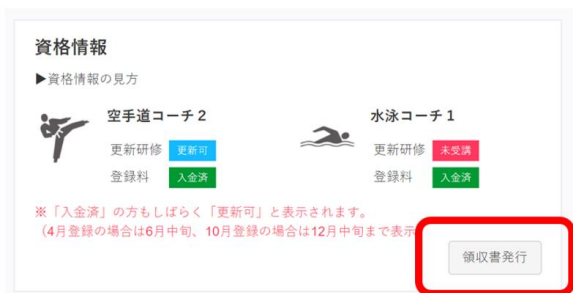 資格情報
▶資格情報の見方
空手道コーチ2
更新研修 更新可
登録料 入金済
水泳コーチ1
更新研修 未受講
登録料 入金済
※「入金済」の方もしばらく「更新可」と表示されます。
（4月登録の場合は6月中旬、10月登録の場合は12月中旬まで表示
領収書発行